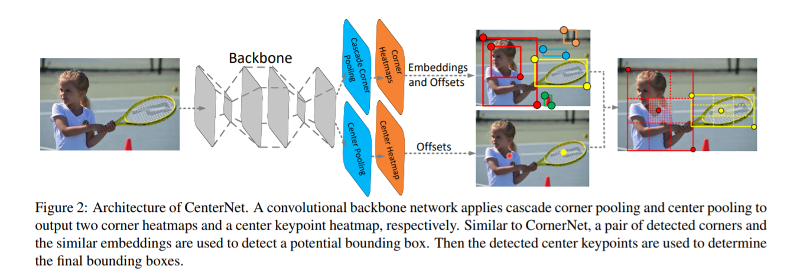 Backbone
Cascade Corner
Pooling
Corner
Heatmaps
Embeddings
and Offsets
Center Pooling
Center Heatmap
Offsets
Figure 2: Architecture of CenterNet. A convolutional backbone network applies cascade corner pooling and center pooling to
output two corner heatmaps and a center keypoint heatmap, respectively. Similar to CornerNet, a pair of detected corners and
the similar embeddings are used to detect a potential bounding box. Then the detected center keypoints are used to determine
the final bounding boxes.